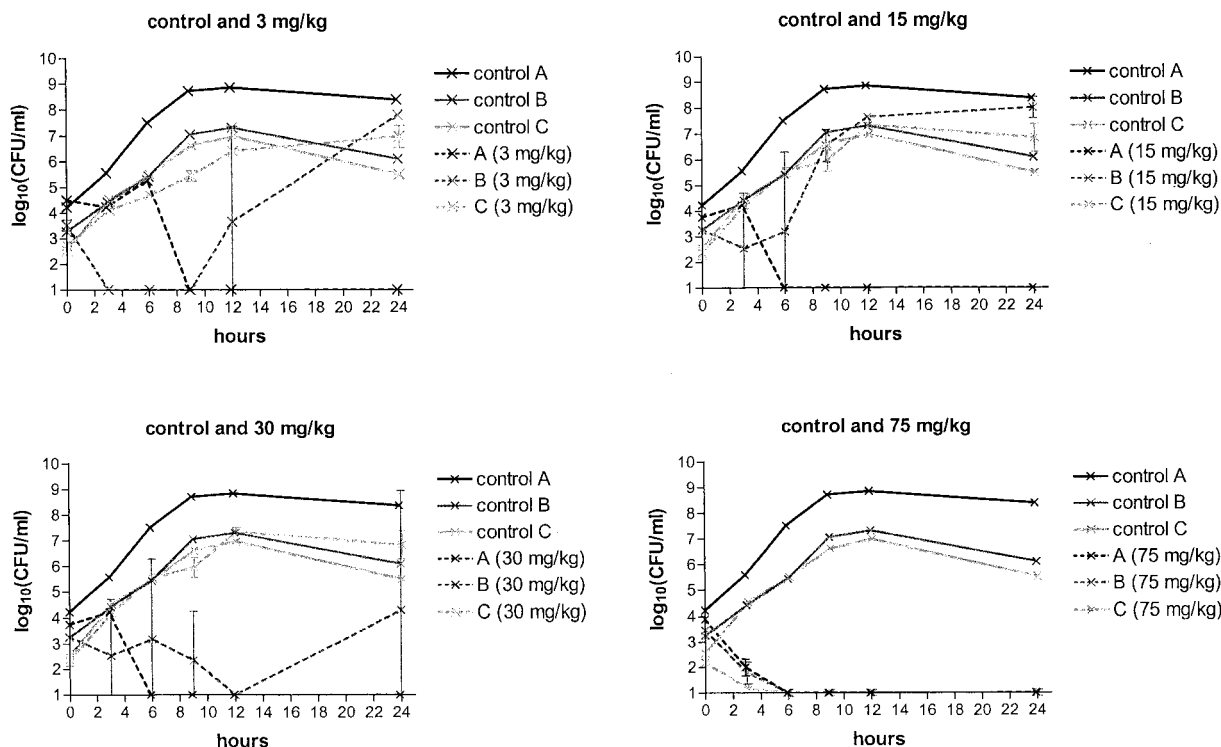 control and 3 mg/kg
10
9
8
7
6
5
4
3
2
1
log10(CFU/ml)
0 2 4 6 8 10 12 14 16 18 20 22 24
hours
control A
control B
control C
A (3 mg/kg)
B (3 mg/kg)
C (3 mg/kg)
control and 15 mg/kg
10
9
8
7
6
5
4
3
2
1
log10(CFU/ml)
0 2 4 6 8 10 12 14 16 18 20 22 24
hours
control A
control B
control C
A (15 mg/kg)
B (15 mg/kg)
C (15 mg/kg)
control and 30 mg/kg
10
9
8
7
6
5
4
3
2
1
log10(CFU/ml)
0 2 4 6 8 10 12 14 16 18 20 22 24
hours
control A
control B
control C
A (30 mg/kg)
B (30 mg/kg)
C (30 mg/kg)
control and 75 mg/kg
10
9
8
7
6
5
4
3
2
1
log10(CFU/ml)
0 2 4 6 8 10 12 14 16 18 20 22 24
hours
control A
control B
control C
A (75 mg/kg)
B (75 mg/kg)
C (75 mg/kg)